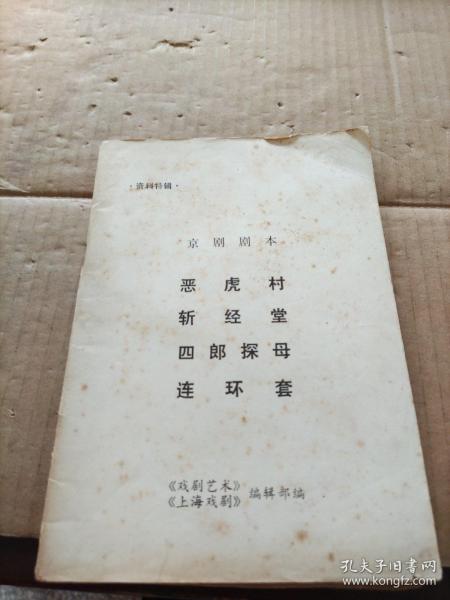 ·资料特辑·
京剧剧本
恶虎村
斩经堂
四郎探母
连环套
《戏剧艺术》
《上海戏剧》 编辑部编
孔夫子旧书网
www.kongfz.com